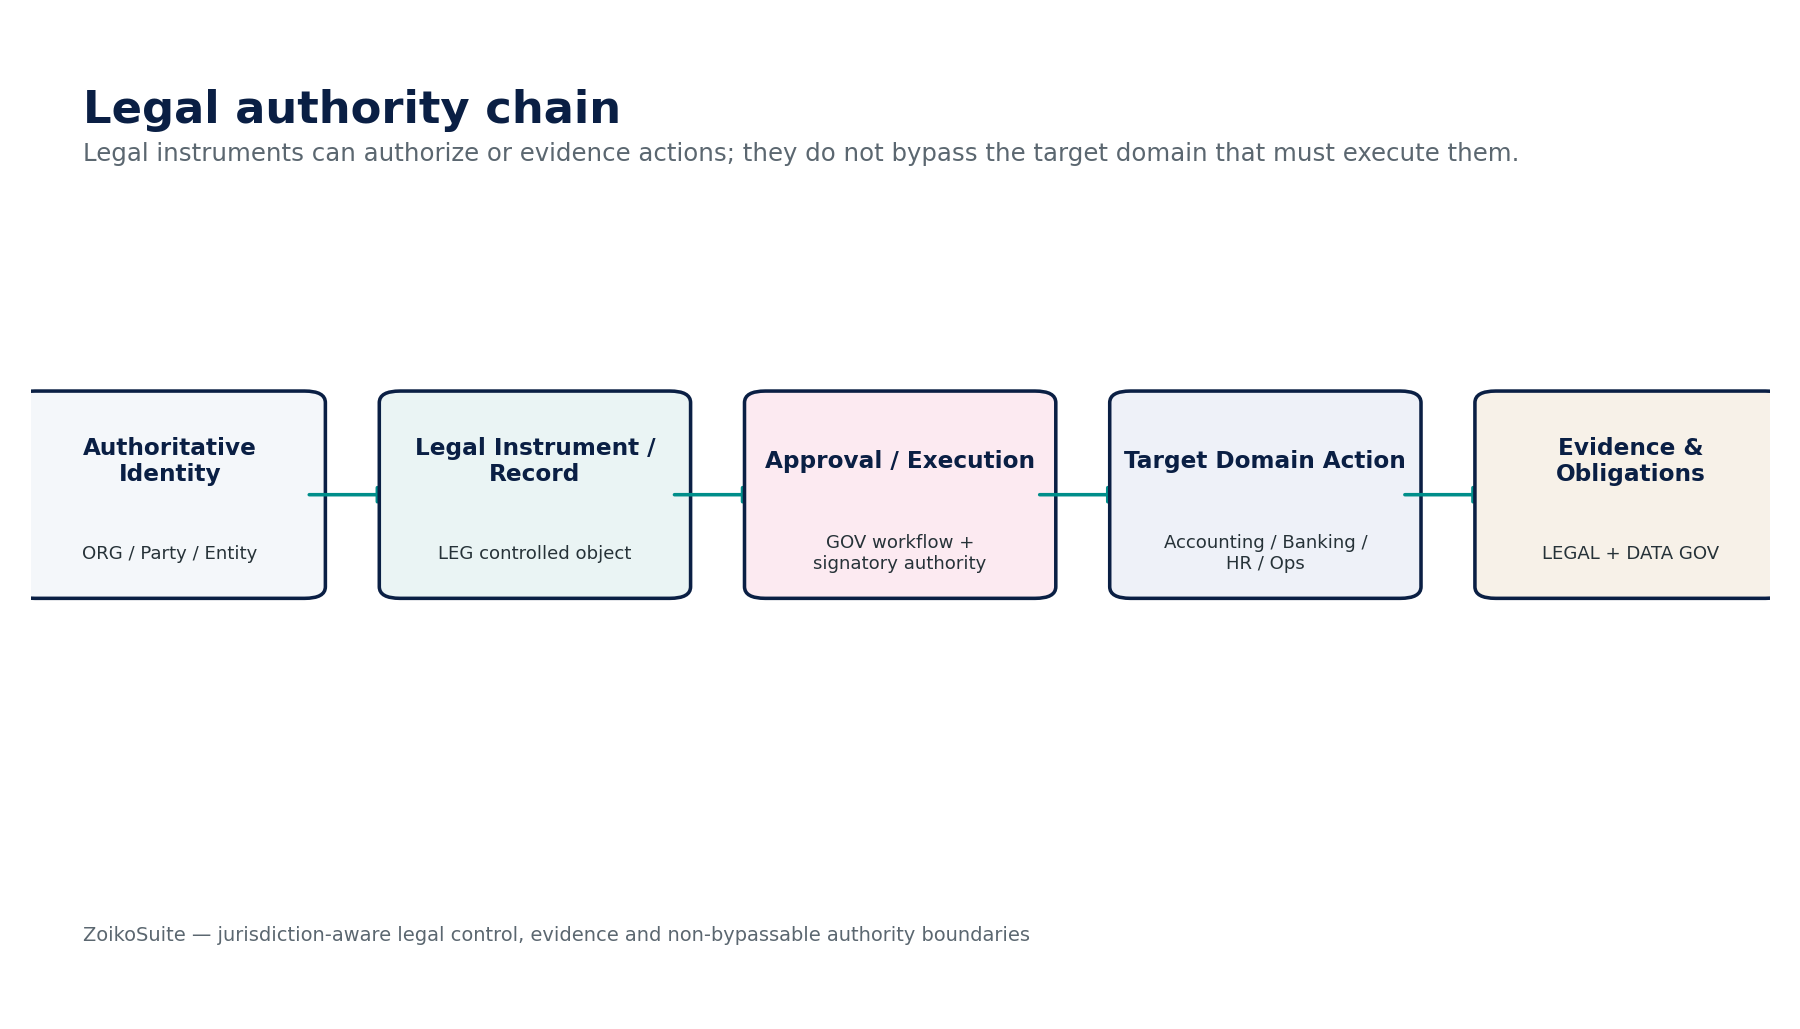 Legal authority chain
Legal instruments can authorize or evidence actions; they do not bypass the target domain that must execute them.
Authoritative
Identity
ORG / Party / Entity
Legal Instrument /
Record
LEG controlled object
Approval / Execution
GOV workflow +
signatory authority
Target Domain Action
Accounting / Banking /
HR / Ops
Evidence &
Obligations
LEGAL + DATA GOV
ZoikoSuite — jurisdiction-aware legal control, evidence and non-bypassable authority boundaries